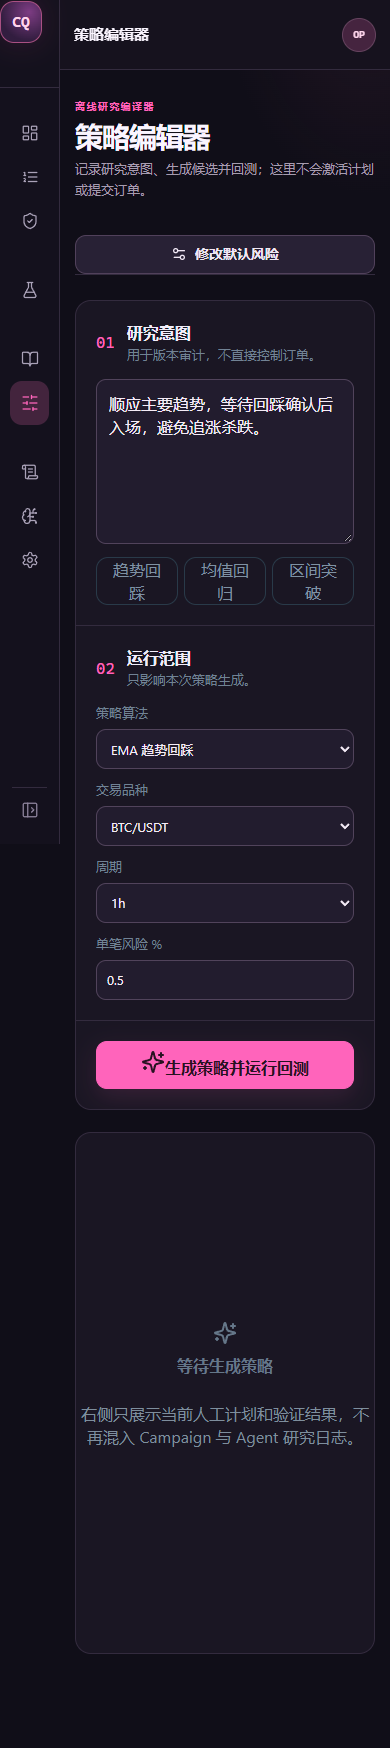 CQ
策略编辑器
OP
离线研究编译器
策略编辑器
记录研究意图、生成候选并回测；这里不会激活计划
或提交订单。
修改默认风险
01
研究意图
用于版本审计，不直接控制订单。
顺应主要趋势，等待回踩确认后
入场，避免追涨杀跌。
趋势回
踩
均值回
归
区间突
破
02
运行范围
只影响本次策略生成。
策略算法
EMA 趋势回踩
交易品种
BTC/USDT
周期
1h
单笔风险 %
0.5
生成策略并运行回测
等待生成策略
右侧只展示当前人工计划和验证结果，不
再混入 Campaign 与 Agent 研究日志。